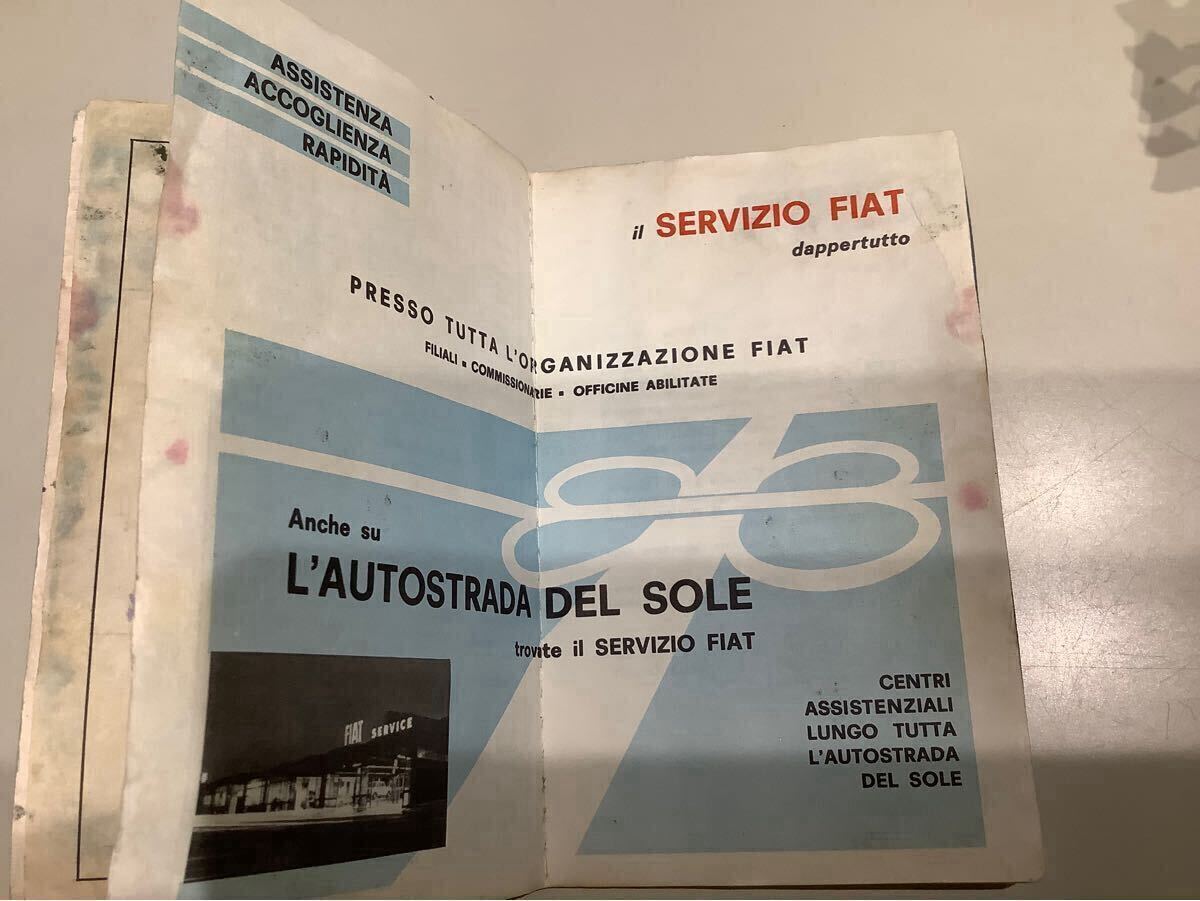 ASSISTENZA
ACCOGLIENZA
RAPIDITÀ
il SERVIZIO FIAT
dappertutto
PRESSO TUTTA L'ORGANIZZAZIONE FIAT
FILIALI ▪ COMMISSIONARIE ▪ OFFICINE ABILITATE
Anche su
L'AUTOSTRADA DEL SOLE
trovate il SERVIZIO FIAT
FIAT SERVICE
CENTRI
ASSISTENZIALI
LUNGO TUTTA
L'AUTOSTRADA
DEL SOLE